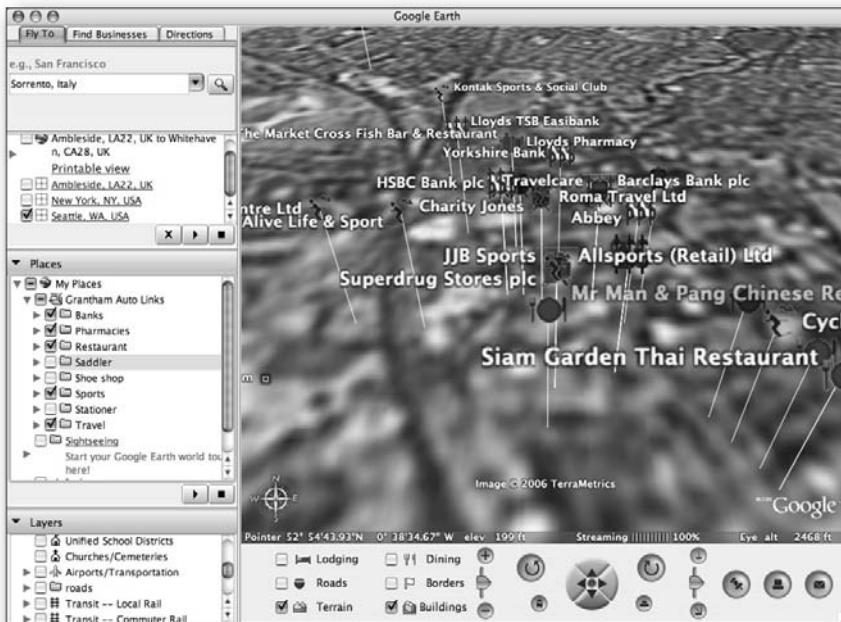 Google Earth
Fly To
Find Businesses
Directions
e.g., San Francisco
Sorrento, Italy
Ambleside, LA22, UK to Whitehave
n, CA28, UK
Printable view
Ambleside, LA22, UK
New York, NY, USA
Seattle, WA, USA
Places
My Places
Grantham Auto Links
Banks
Pharmacies
Restaurant
Saddler
Shoe shop
Sports
Stationer
Travel
Sightseeing
Start your Google Earth world tou
here!
Layers
Unified School Districts
Churches/Cemeteries
Airports/Transportation
roads
Transit -- Local Rail
Transit -- Commuter Rail
Kontak Sports & Social Club
Lloyds TSB Easibank
The Market Cross Fish Bar & Restaurant
Lloyds Pharmacy
Yorkshire Bank
HSBC Bank plc
Travelcare
Barclays Bank plc
Roma Travel Ltd
ntre Ltd
Charity Jones
Abbey
Alive Life & Sport
JJB Sports
Allsports (Retail) Ltd
Superdrug Stores plc
Mr Man & Pang Chinese Re
Cycl
Siam Garden Thai Restaurant
m
N
W
E
S
Image © 2006 TerraMetrics
Google
Pointer 52° 54'43.93"N 0° 38'34.67" W elev 199 ft
Streaming 100%
Eye alt 2468 ft
Lodging
Dining
Roads
Borders
Terrain
Buildings